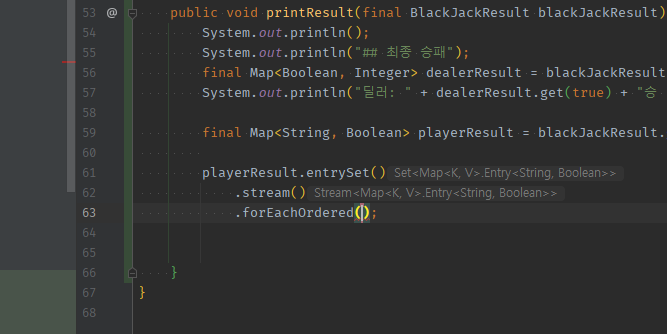 53 @ public void printResult(final BlackJackResult blackJackResult)
54 System.out.println();
55 System.out.println("## 최종 승패");
56 final Map<Boolean, Integer> dealerResult = blackJackResult
57 System.out.println("딜러: " + dealerResult.get(true) + "승
58
59 final Map<String, Boolean> playerResult = blackJackResult.
60
61 playerResult.entrySet() Set<Map<K, V>.Entry<String, Boolean>>
62 .stream() Stream<Map<K, V>.Entry<String, Boolean>>
63 .forEachOrdered();
64
65
66 }
67 }
68